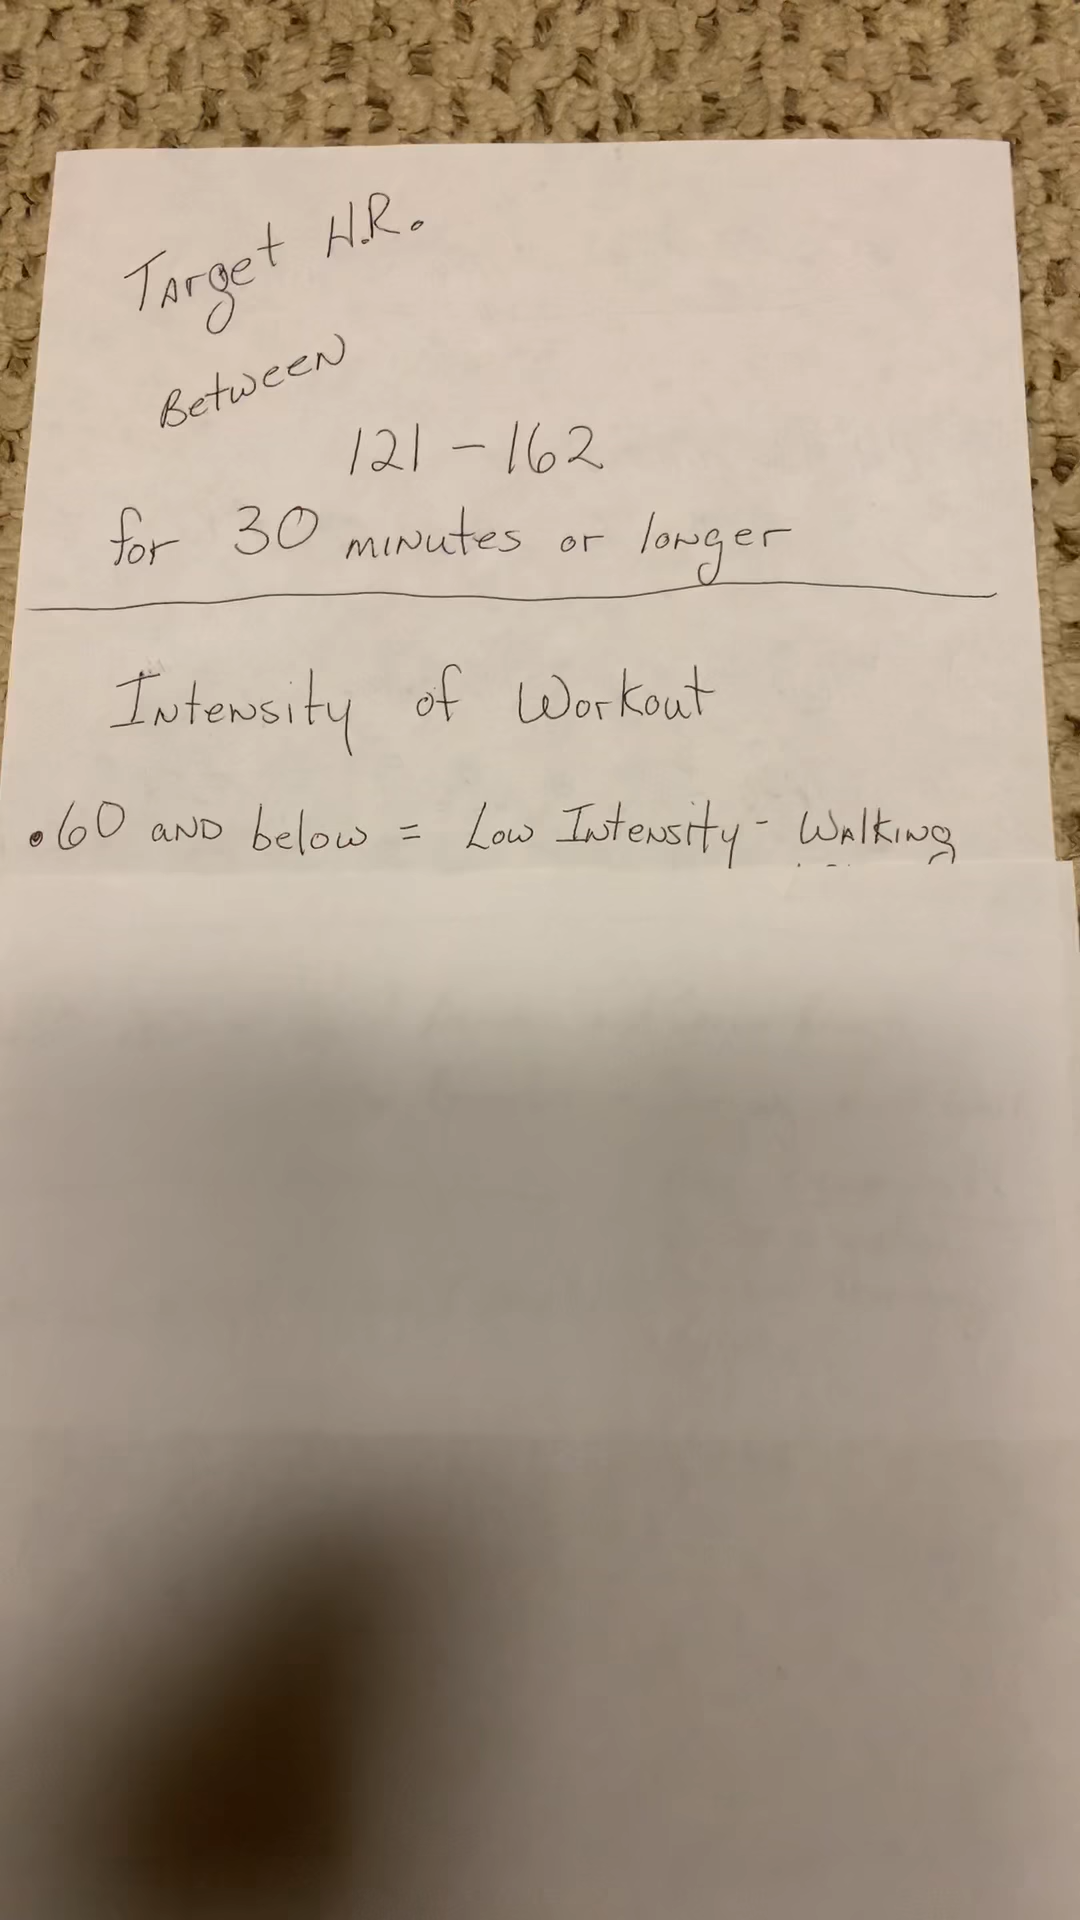 Target H.R.
Between
121 - 162
for 30 minutes or longer
Intensity of Workout
.60 and below = Low Intensity - Walking